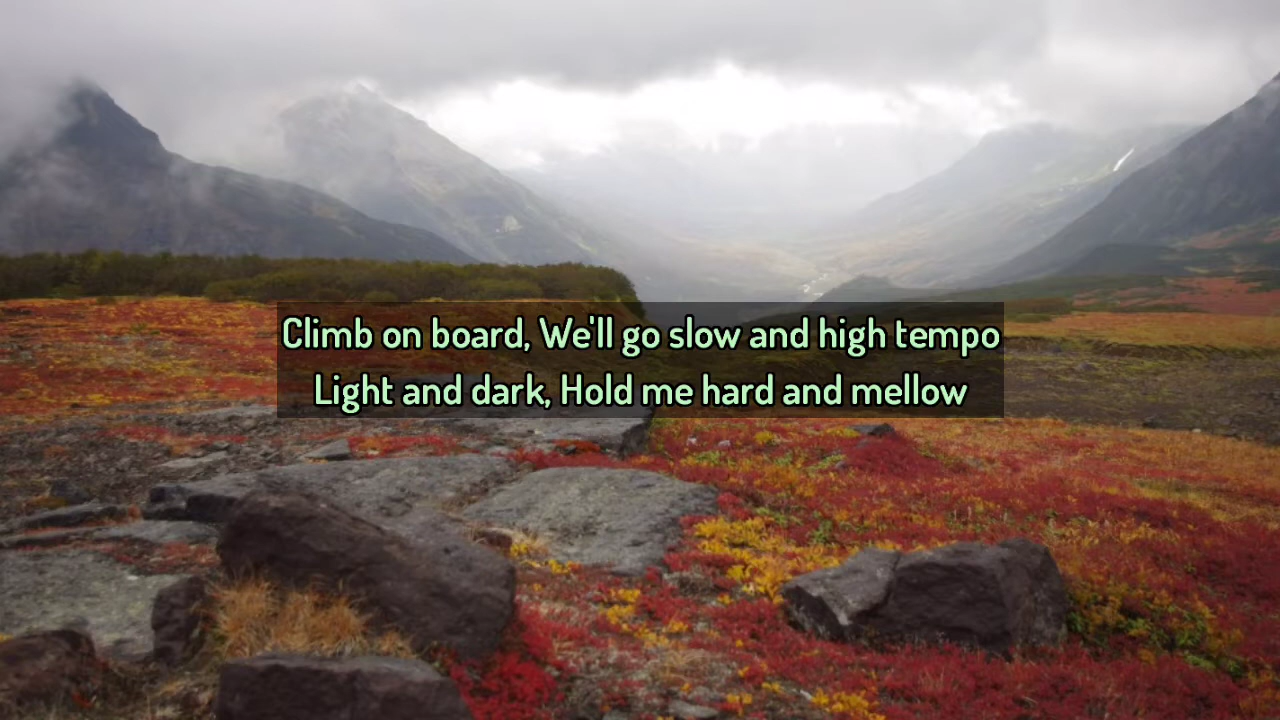 Climb on board, We'll go slow and high tempo
Light and dark, Hold me hard and mellow